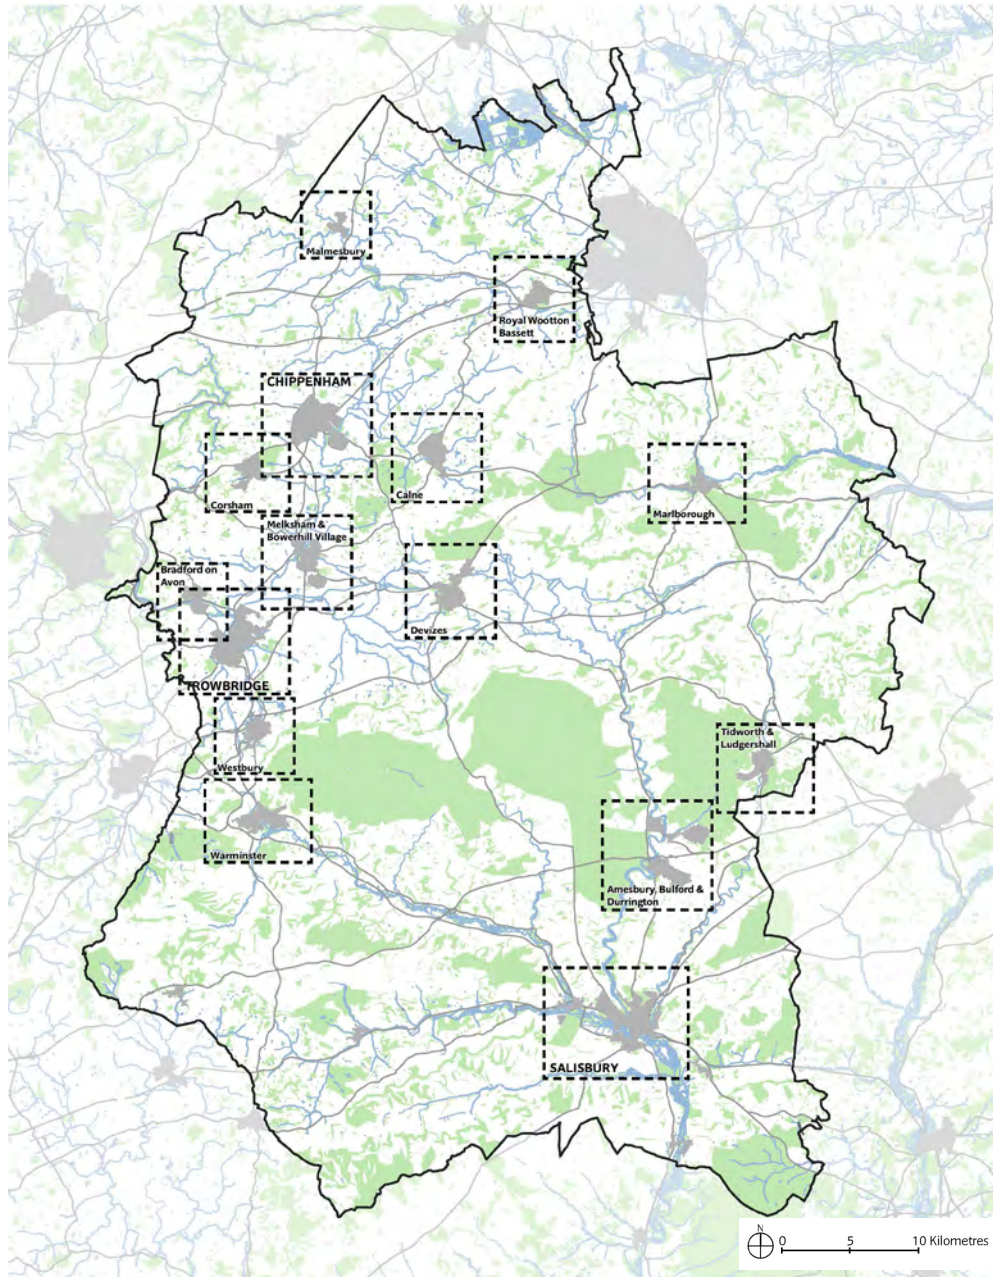 Malmesbury
Royal Wootton
Bassett
CHIPPENHAM
Calne
Corsham
Marlborough
Melksham &
Bowerhill Village
Bradford on
Avon
Devizes
TROWBRIDGE
Tidworth &
Ludgershall
Westbury
Warminster
Amesbury, Bulford &
Durrington
SALISBURY
N
0 5 10 Kilometres